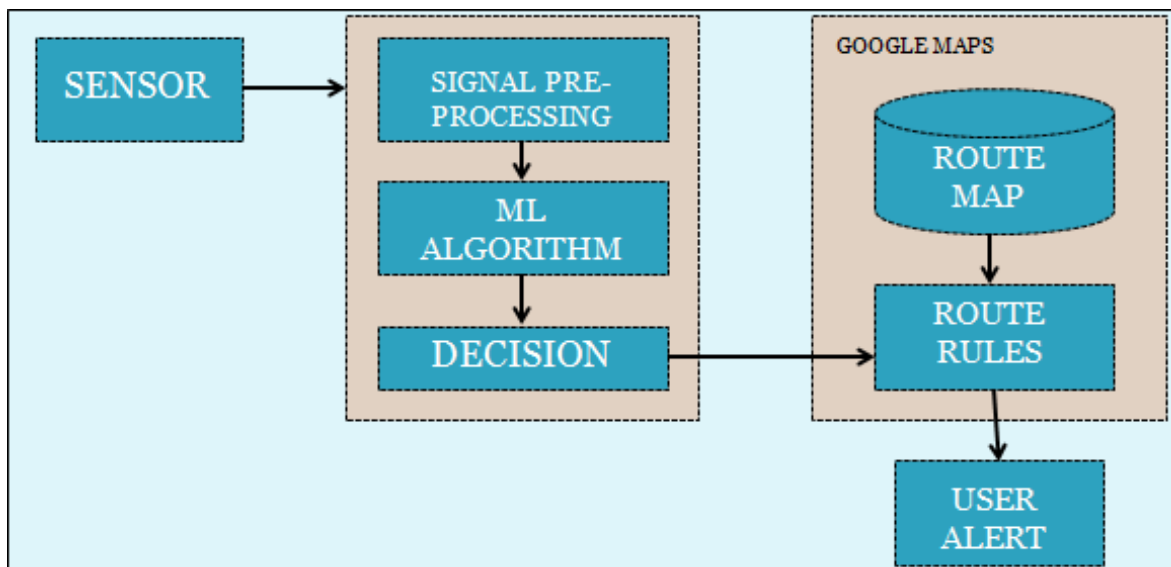 SENSOR
SIGNAL PRE-
PROCESSING
ML
ALGORITHM
DECISION
GOOGLE MAPS
ROUTE
MAP
ROUTE
RULES
USER
ALERT